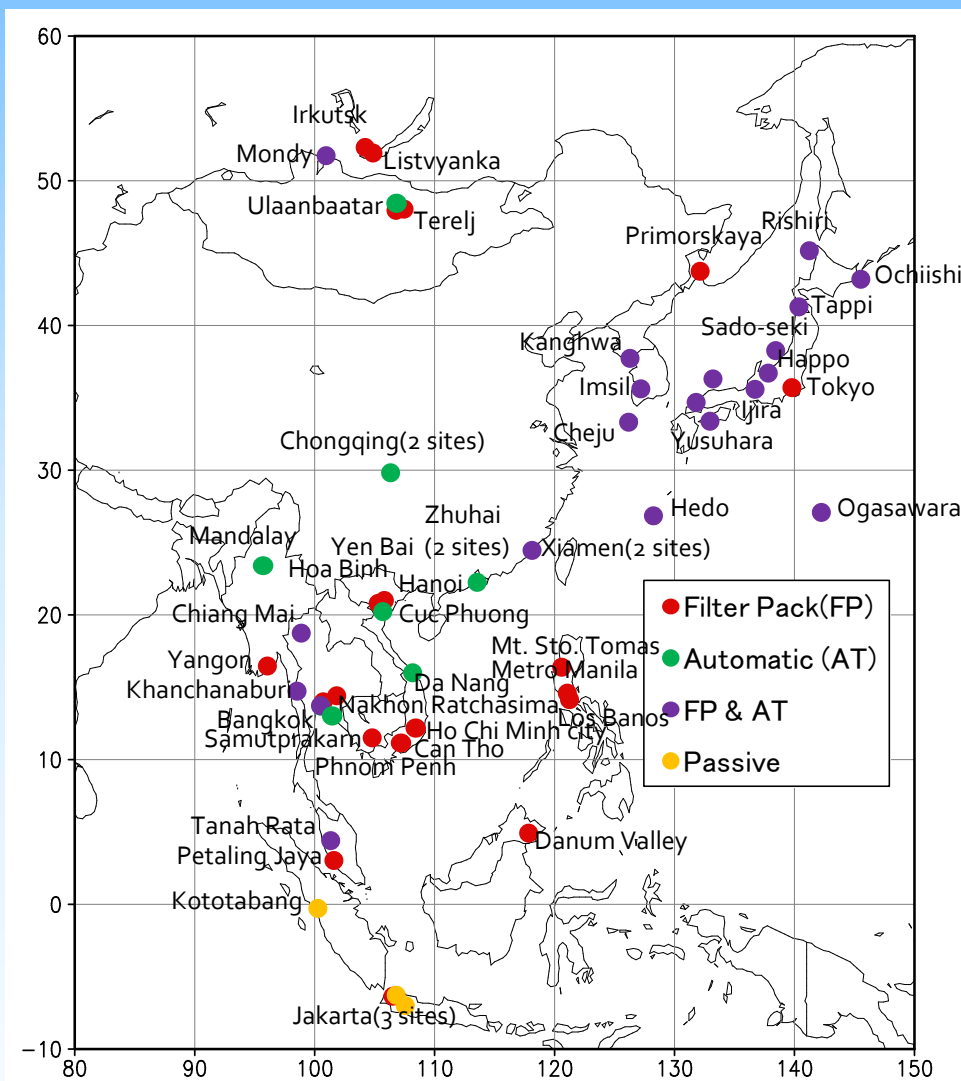 60
Irkutsk
Mondy
Listvyanka
50
Ulaanbaatar
Terelj
Rishiri
Primorskaya
Ochiishi
Tappi
40
Sado-seki
Kanghwa
Happo
Imsil
Tokyo
Ijira
Cheju
Yusuhara
Chongqing(2 sites)
30
Zhuhai
Hedo
Ogasawara
Mandalay
Yen Bai (2 sites)
Xiamen(2 sites)
Hoa Binh
Hanoi
20
Chiang Mai
Cuc Phuong
Filter Pack(FP)
Mt. Sto. Tomas
Yangon
Metro Manila
Automatic (AT)
Khanchanaburi
Da Nang
Nakhon Ratchasima
FP & AT
Bangkok
Los Banos
Samutprakam
Ho Chi Minh city
Can Tho
10
Phnom Penh
Passive
Tanah Rata
Danum Valley
Petaling Jaya
Kototabang
0
Jakarta(3 sites)
-10
80 90 100 110 120 130 140 150